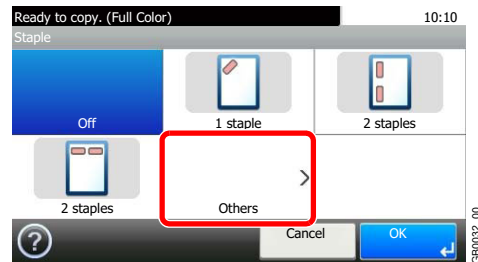 Ready to copy. (Full Color) 10:10
Staple
Off 1 staple 2 staples
2 staples Others
? Cancel OK
GB0032_00